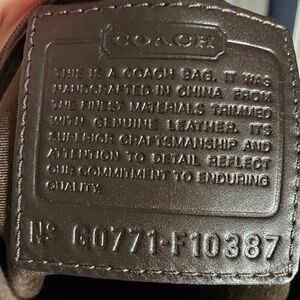 COACH
THIS IS A COACH BAG. IT WAS
HANDCRAFTED IN CHINA FROM
THE FINEST MATERIALS TRIMMED
WITH GENUINE LEATHER. ITS
SUPERIOR CRAFTSMANSHIP AND
ATTENTION TO DETAIL REFLECT
OUR COMMITMENT TO ENDURING
QUALITY.
Nº G0771-F10387